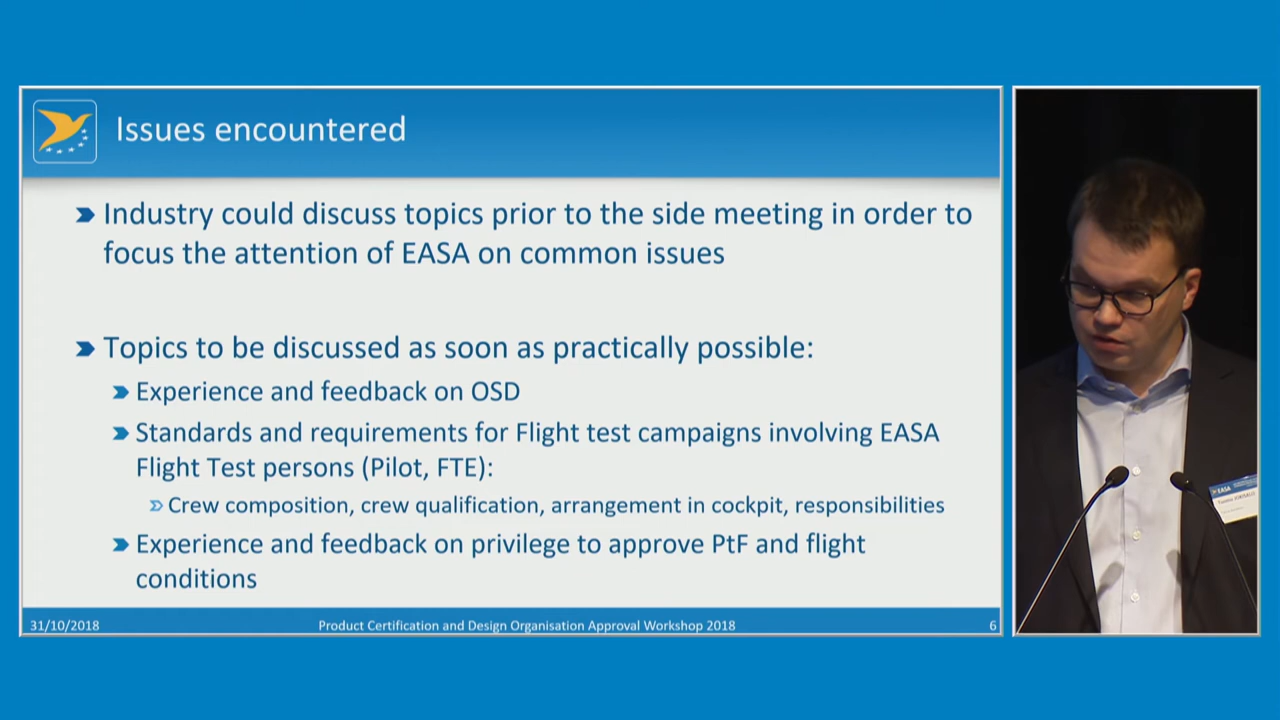 Issues encountered
Industry could discuss topics prior to the side meeting in order to
focus the attention of EASA on common issues
Topics to be discussed as soon as practically possible:
Experience and feedback on OSD
Standards and requirements for Flight test campaigns involving EASA
Flight Test persons (Pilot, FTE):
Crew composition, crew qualification, arrangement in cockpit, responsibilities
Experience and feedback on privilege to approve PtF and flight
conditions
31/10/2018
Product Certification and Design Organisation Approval Workshop 2018
6
EASA